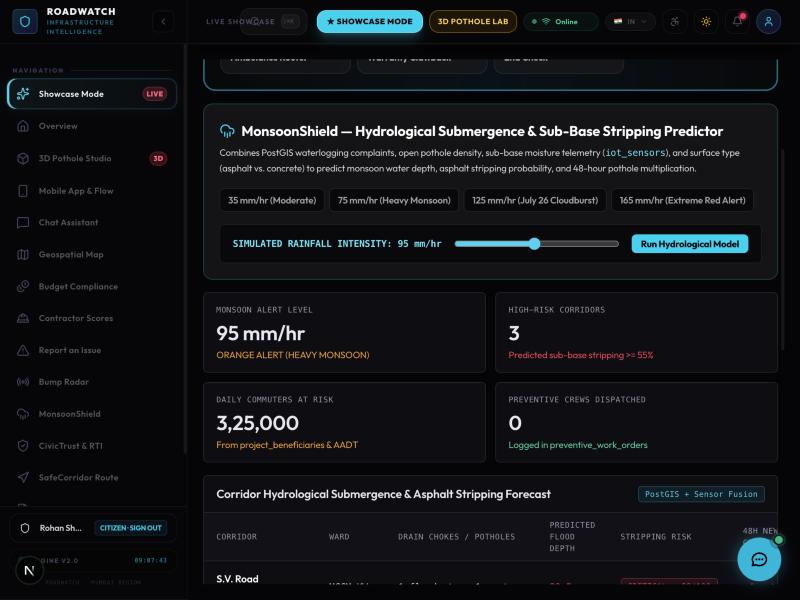 ROADWATCH
INFRASTRUCTURE
INTELLIGENCE
LIVE SHOWCASE
⌘K
★ SHOWCASE MODE
3D POTHOLE LAB
Online
IN
NAVIGATION
Showcase Mode
LIVE
Overview
3D Pothole Studio
3D
Mobile App & Flow
Chat Assistant
Geospatial Map
Budget Compliance
Contractor Scores
Report an Issue
Bump Radar
MonsoonShield
CivicTrust & RTI
SafeCorridor Route
Rohan Sh...
CITIZEN · SIGN OUT
GINE V2.0
09:07:43
ROADWATCH
MUMBAI REGION
N
MonsoonShield — Hydrological Submergence & Sub-Base Stripping Predictor
Combines PostGIS waterlogging complaints, open pothole density, sub-base moisture telemetry (iot_sensors), and surface type
(asphalt vs. concrete) to predict monsoon water depth, asphalt stripping probability, and 48-hour pothole multiplication.
35 mm/hr (Moderate)
75 mm/hr (Heavy Monsoon)
125 mm/hr (July 26 Cloudburst)
165 mm/hr (Extreme Red Alert)
SIMULATED RAINFALL INTENSITY: 95 mm/hr
Run Hydrological Model
MONSOON ALERT LEVEL
95 mm/hr
ORANGE ALERT (HEAVY MONSOON)
HIGH-RISK CORRIDORS
3
Predicted sub-base stripping >= 55%
DAILY COMMUTERS AT RISK
3,25,000
From project_beneficiaries & AADT
PREVENTIVE CREWS DISPATCHED
0
Logged in preventive_work_orders
Corridor Hydrological Submergence & Asphalt Stripping Forecast
PostGIS + Sensor Fusion
CORRIDOR
WARD
DRAIN CHOKES / POTHOLES
PREDICTED
FLOOD
DEPTH
STRIPPING RISK
48H NEW
S.V. Road